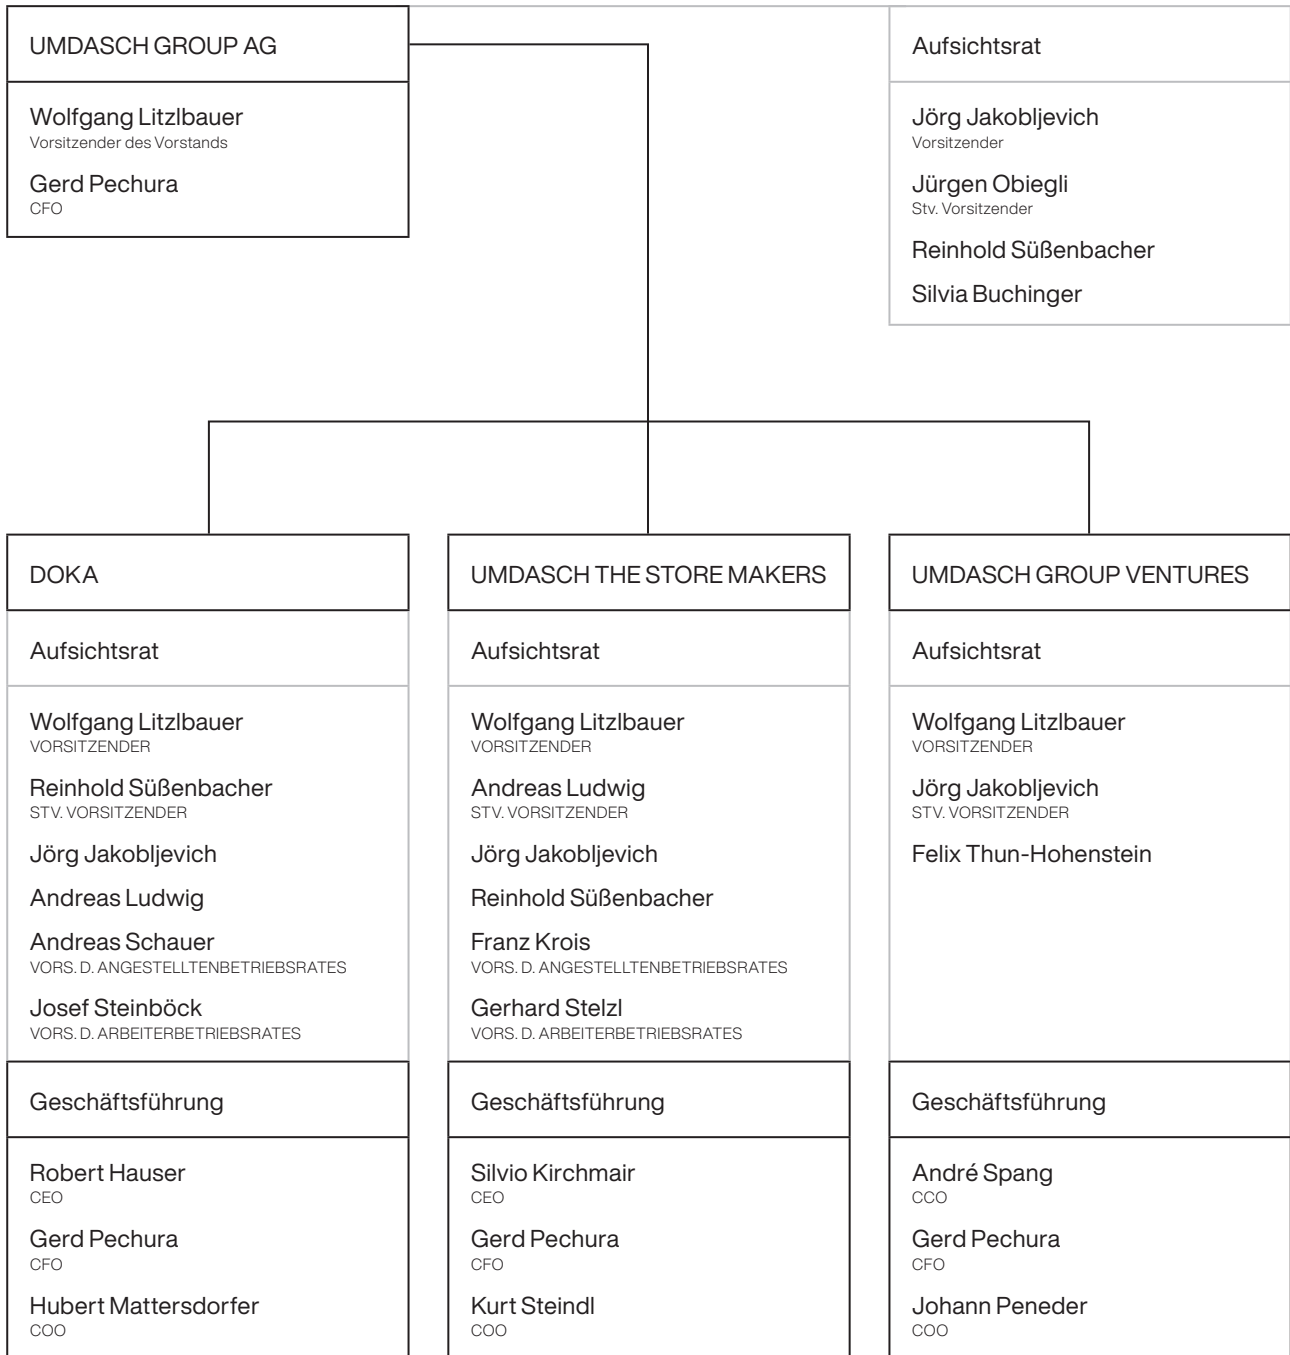 UMDASCH GROUP AG
Wolfgang Litzlbauer
Vorsitzender des Vorstands
Gerd Pechura
CFO
Aufsichtsrat
Jörg Jakobljevich
Vorsitzender
Jürgen Obiegli
Stv. Vorsitzender
Reinhold Süßenbacher
Silvia Buchinger
DOKA
Aufsichtsrat
Wolfgang Litzlbauer
VORSITZENDER
Reinhold Süßenbacher
STV. VORSITZENDER
Jörg Jakobljevich
Andreas Ludwig
Andreas Schauer
VORS. D. ANGESTELLTENBETRIEBSRATES
Josef Steinböck
VORS. D. ARBEITERBETRIEBSRATES
Geschäftsführung
Robert Hauser
CEO
Gerd Pechura
CFO
Hubert Mattersdorfer
COO
UMDASCH THE STORE MAKERS
Aufsichtsrat
Wolfgang Litzlbauer
VORSITZENDER
Andreas Ludwig
STV. VORSITZENDER
Jörg Jakobljevich
Reinhold Süßenbacher
Franz Krois
VORS. D. ANGESTELLTENBETRIEBSRATES
Gerhard Stelzl
VORS. D. ARBEITERBETRIEBSRATES
Geschäftsführung
Silvio Kirchmair
CEO
Gerd Pechura
CFO
Kurt Steindl
COO
UMDASCH GROUP VENTURES
Aufsichtsrat
Wolfgang Litzlbauer
VORSITZENDER
Jörg Jakobljevich
STV. VORSITZENDER
Felix Thun-Hohenstein
Geschäftsführung
André Spang
CCO
Gerd Pechura
CFO
Johann Peneder
COO